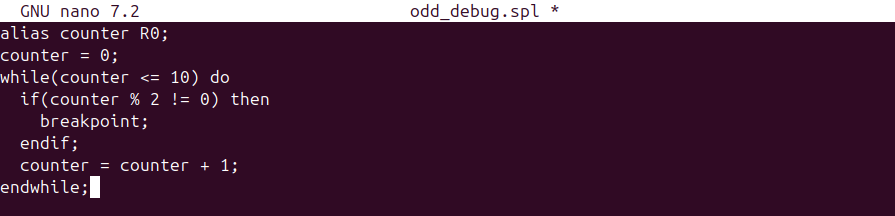 GNU nano 7.2 odd_debug.spl *
alias counter R0;
counter = 0;
while(counter <= 10) do
  if(counter % 2 != 0) then
    breakpoint;
  endif;
  counter = counter + 1;
endwhile;